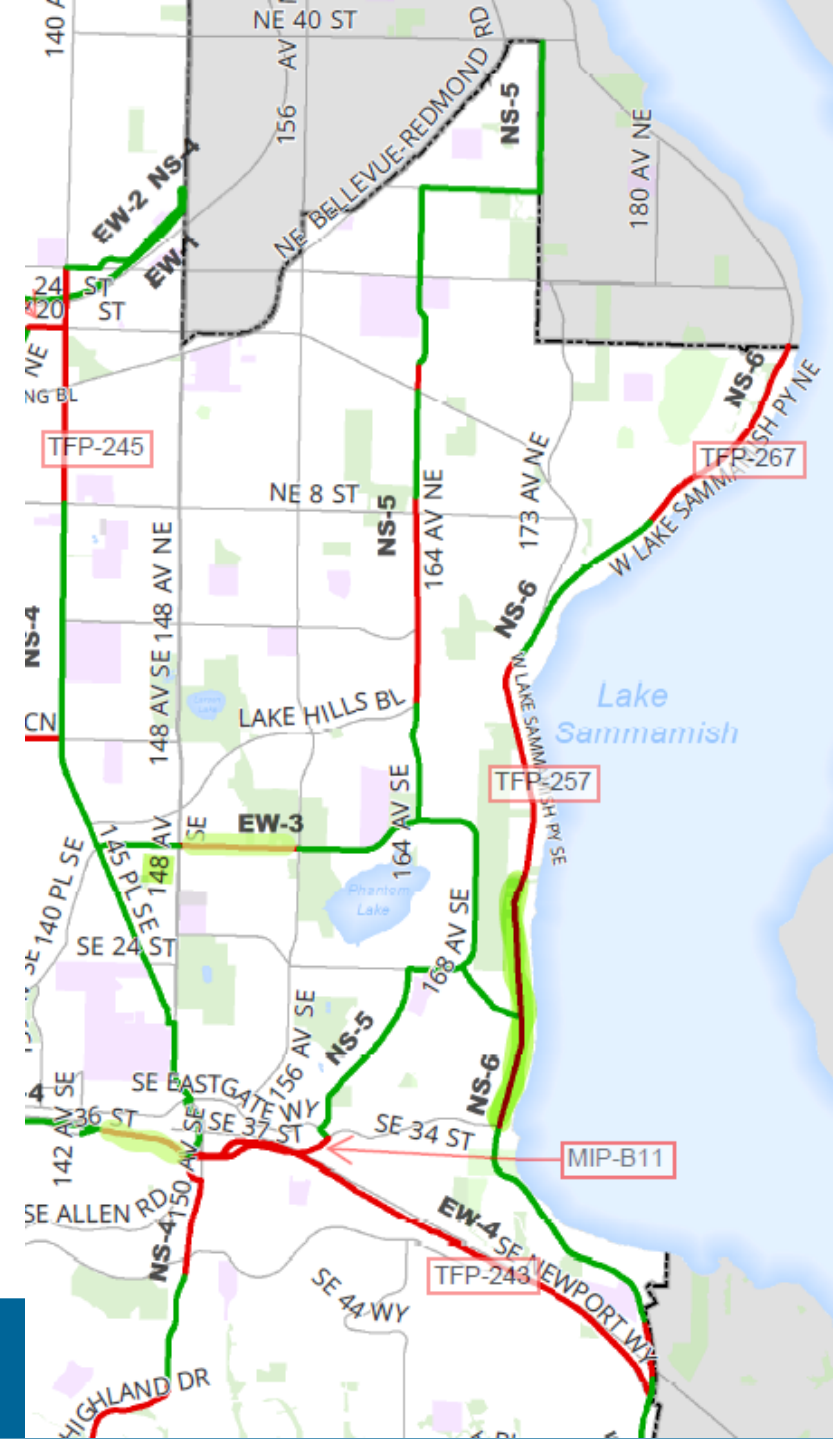 140 A
NE 40 ST
156 AV
NE BELLEVUE-REDMOND RD
NS-5
180 AV NE
EW-2 NS-4
EW-1
24 ST
20 ST
NE
NG BL
TFP-245
NS-6
W LAKE SAMMAMISH PY NE
TFP-267
NE 8 ST
NS-5
164 AV NE
173 AV NE
148 AV NE
NS-4
NS-6
148 AV SE
LAKE HILLS BL
CN
Lake
Sammamish
W LAKE SAMMAMISH PY SE
TFP-257
EW-3
164 AV SE
148 AV SE
145 PL SE
140 PL SE
Phantom
Lake
SE 24 ST
168 AV SE
SE
NS-5
156 AV SE
NS-6
SE EASTGATE WY
142 AV SE
36 ST
SE 37 ST
SE 34 ST
MIP-B11
150 AV SE
SE ALLEN RD
NS-4
EW-4
SE NEWPORT WY
TFP-243
SE 44 WY
HIGHLAND DR